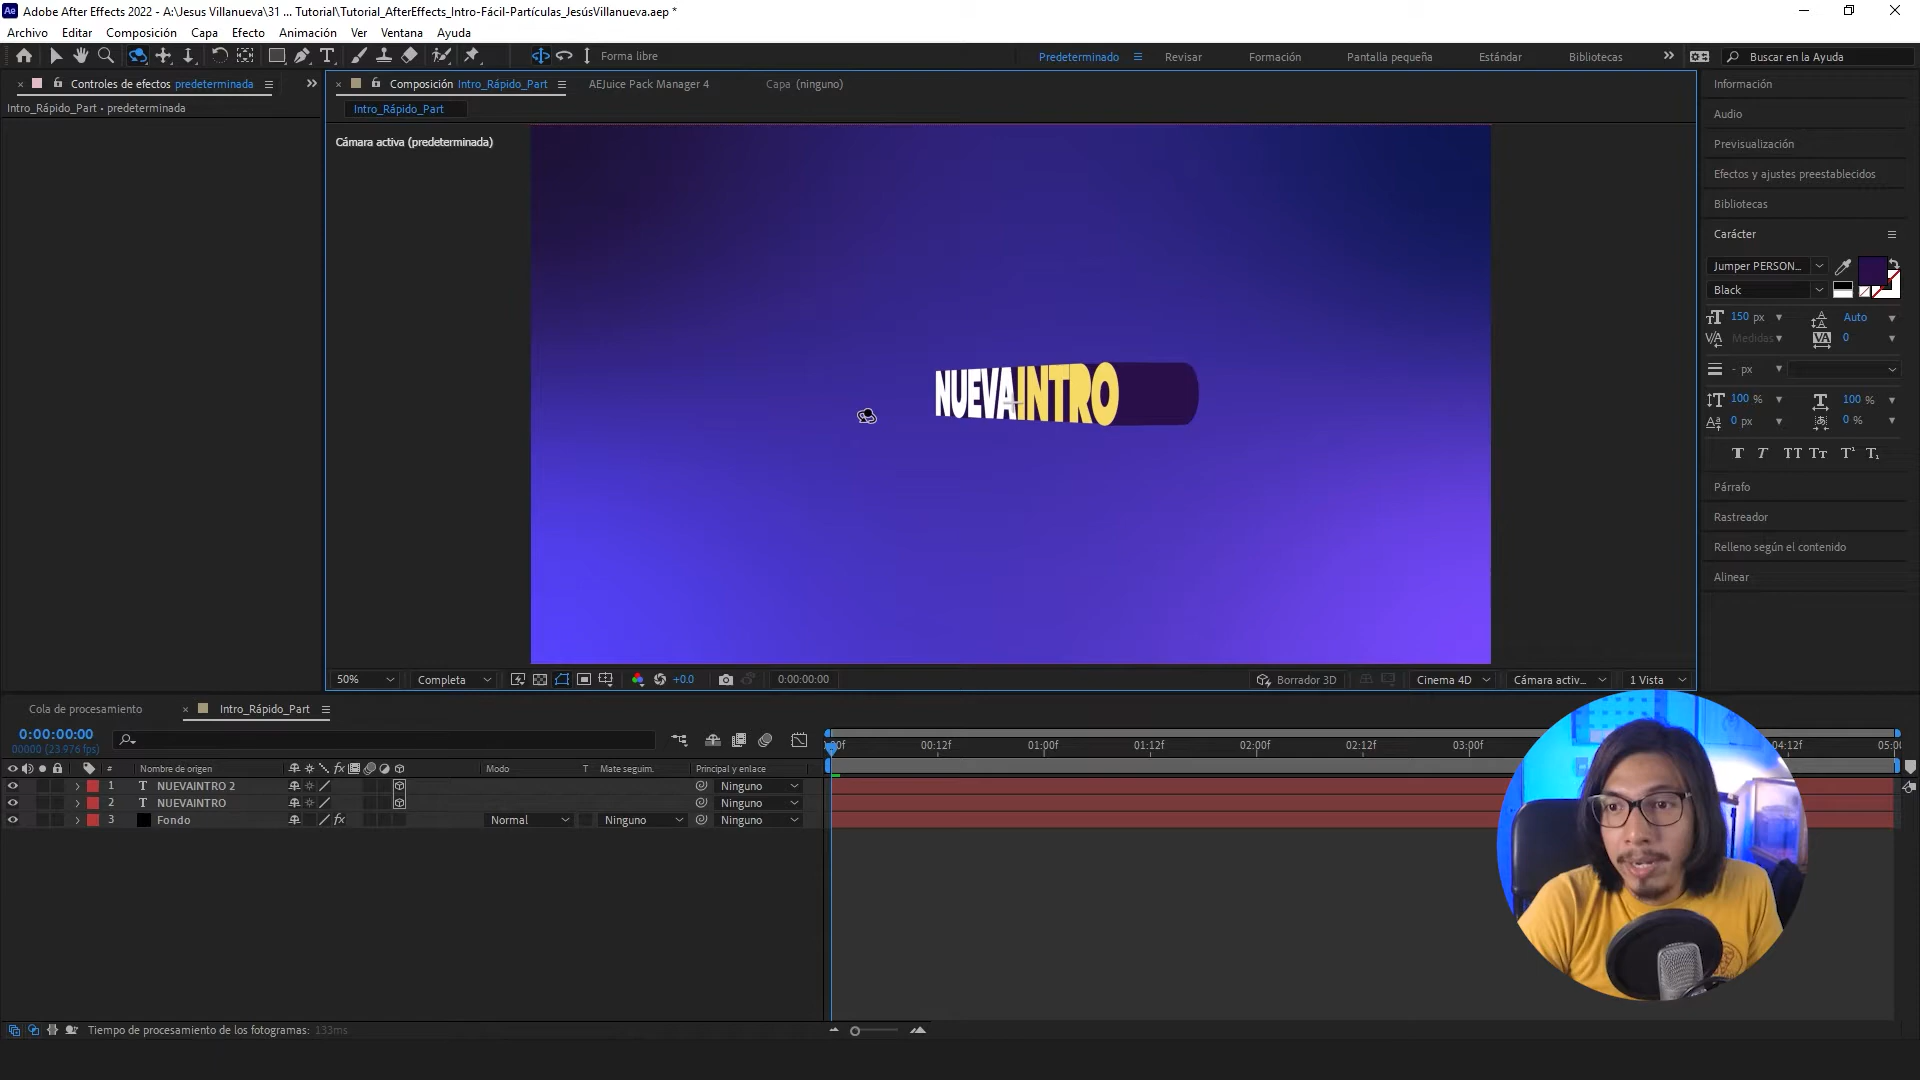 Adobe After Effects 2022 - A:\Jesus Villanueva\31 ... Tutorial\Tutorial_AfterEffects_Intro-Fácil-Partículas_JesúsVillanueva.aep *
Archivo Editar Composición Capa Efecto Animación Ver Ventana Ayuda
Forma libre
Predeterminado Revisar Formación Pantalla pequeña Estándar Bibliotecas Buscar en la Ayuda
Controles de efectos predeterminada
Intro_Rápido_Part • predeterminada
Composición Intro_Rápido_Part AEJuice Pack Manager 4 Capa (ninguno)
Intro_Rápido_Part
Cámara activa (predeterminada)
NUEVAINTRO
50% Completa +0.0 0:00:00:00 Borrador 3D Cinema 4D Cámara activ... 1 Vista
Información
Audio
Previsualización
Efectos y ajustes preestablecidos
Bibliotecas
Carácter
Jumper PERSON...
Black
150 px Auto
Medidas 0
- px
100 % 100 %
0 px 0 %
Párrafo
Rastreador
Relleno según el contenido
Alinear
Cola de procesamiento Intro_Rápido_Part
0:00:00:00
00000 (23.976 fps)
:00f 00:12f 01:00f 01:12f 02:00f 02:12f 03:00f 04:12f 05:00
# Nombre de origen fx Modo T Mate seguim. Principal y enlace
1 T NUEVAINTRO 2 Ninguno
2 T NUEVAINTRO Ninguno
3 Fondo fx Normal Ninguno Ninguno
Tiempo de procesamiento de los fotogramas: 133ms